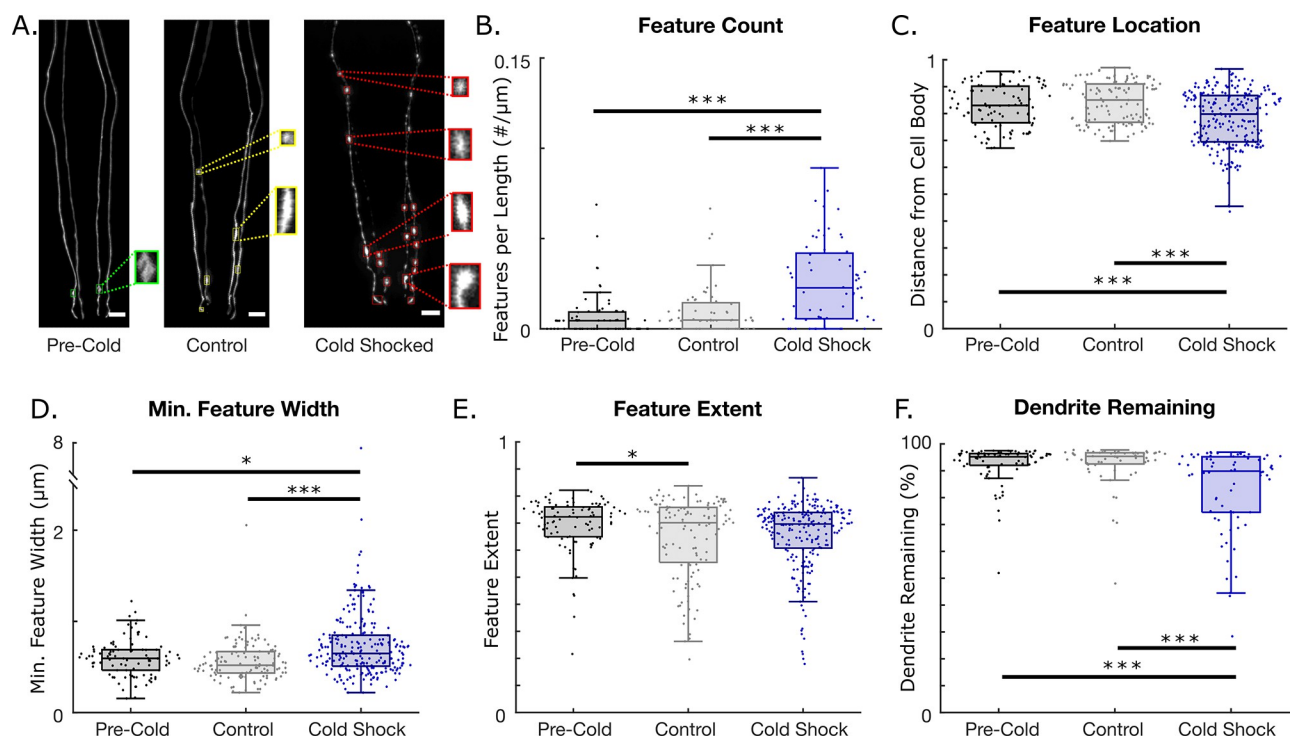 A.
Pre-Cold
Control
Cold Shocked
B.
Feature Count
Features per Length (#/µm)
0.15
0
***
***
Pre-Cold
Control
Cold Shock
C.
Feature Location
Distance from Cell Body
1
0
***
***
Pre-Cold
Control
Cold Shock
D.
Min. Feature Width
Min. Feature Width (µm)
8
2
1
0
*
***
Pre-Cold
Control
Cold Shock
E.
Feature Extent
Feature Extent
1
0
*
Pre-Cold
Control
Cold Shock
F.
Dendrite Remaining
Dendrite Remaining (%)
100
0
***
***
Pre-Cold
Control
Cold Shock